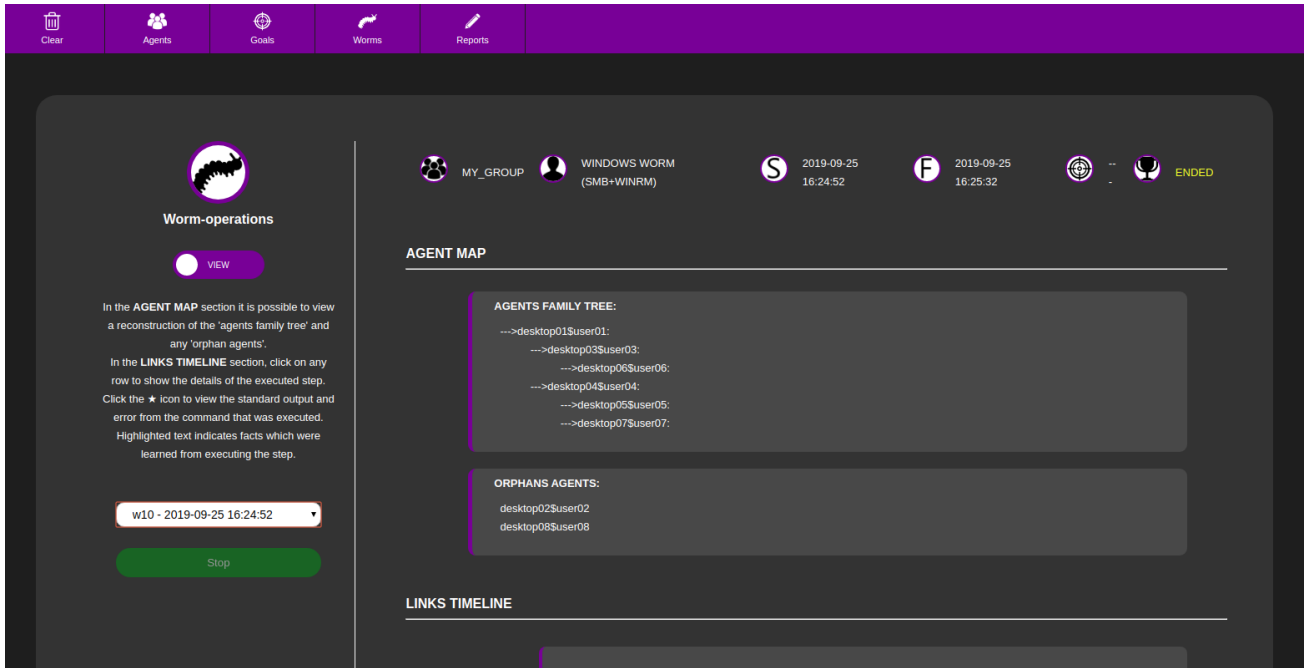 Clear
Agents
Goals
Worms
Reports
Worm-operations
VIEW
In the AGENT MAP section it is possible to view
a reconstruction of the 'agents family tree' and
any 'orphan agents'.
In the LINKS TIMELINE section, click on any
row to show the details of the executed step.
Click the ★ icon to view the standard output and
error from the command that was executed.
Highlighted text indicates facts which were
learned from executing the step.
w10 - 2019-09-25 16:24:52
Stop
MY_GROUP
WINDOWS WORM
(SMB+WINRM)
S
2019-09-25
16:24:52
F
2019-09-25
16:25:32
--
-
ENDED
AGENT MAP
AGENTS FAMILY TREE:
--->desktop01$user01:
--->desktop03$user03:
--->desktop06$user06:
--->desktop04$user04:
--->desktop05$user05:
--->desktop07$user07:
ORPHANS AGENTS:
desktop02$user02
desktop08$user08
LINKS TIMELINE